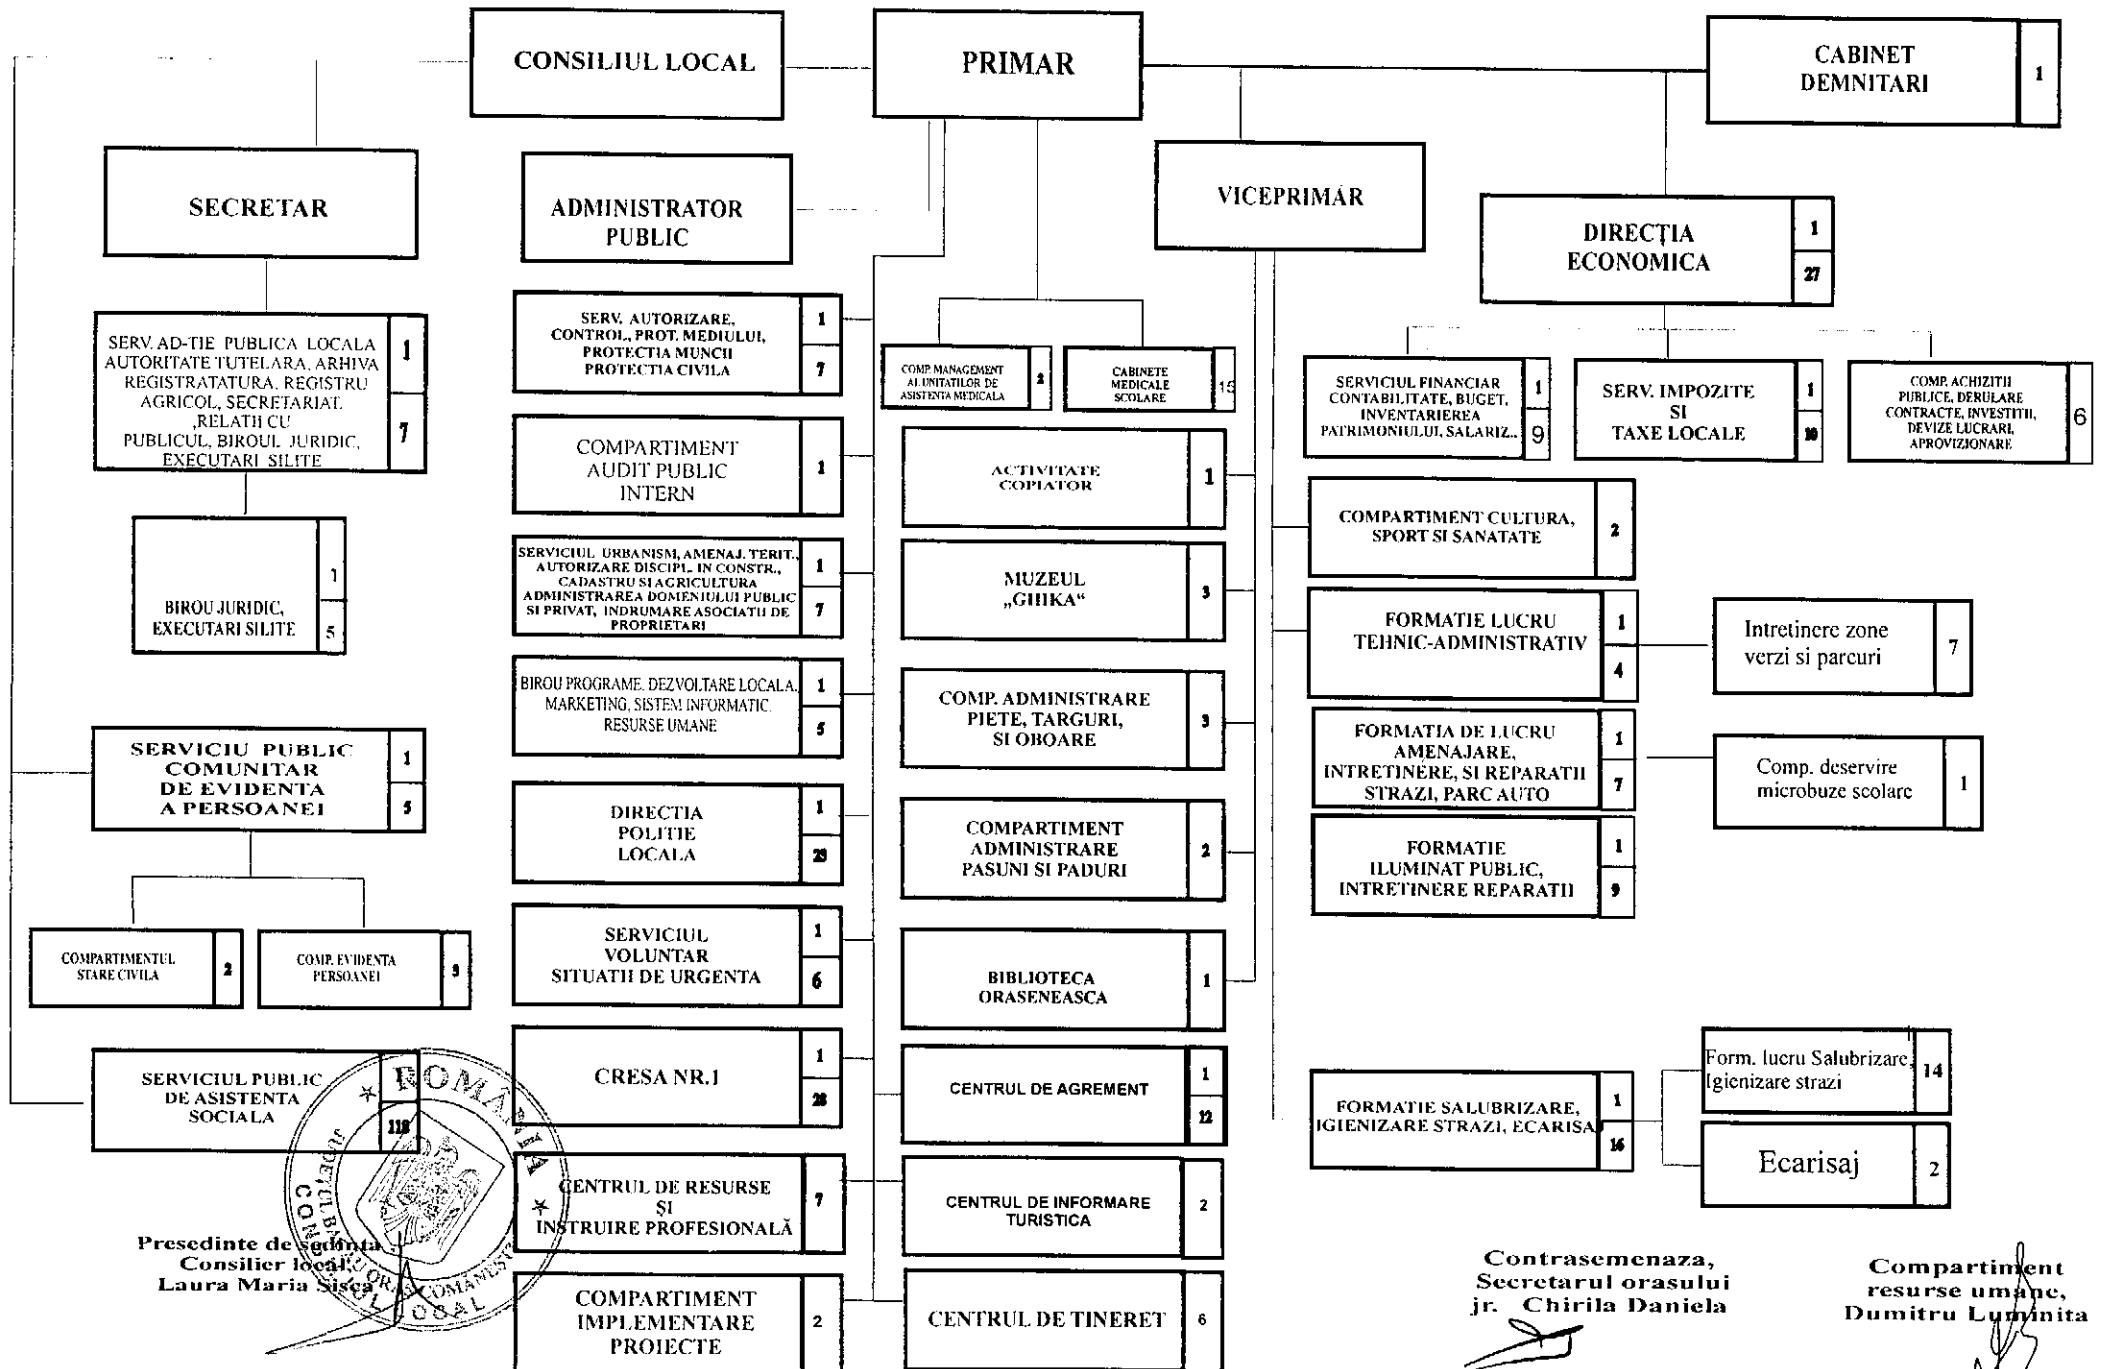 CONSILIUL LOCAL
PRIMAR
CABINET
DEMNITARI
1
SECRETAR
ADMINISTRATOR
PUBLIC
VICEPRIMAR
DIRECȚIA
ECONOMICA
1
27
SERV. AD-TIE PUBLICA LOCALA
AUTORITATE TUTELARA, ARHIVA
REGISTRATATURA, REGISTRU
AGRICOL, SECRETARIAT,
,RELATII CU
PUBLICUL, BIROUL JURIDIC,
EXECUTARI SILITE
1
7
BIROU JURIDIC,
EXECUTARI SILITE
1
5
SERVICIU PUBLIC
COMUNITAR
DE EVIDENTA
A PERSOANEI
1
5
COMPARTIMENTUL
STARE CIVILA
2
COMP. EVIDENTA
PERSOANEI
3
SERVICIUL PUBLIC
DE ASISTENTA
SOCIALA
1
118
SERV. AUTORIZARE,
CONTROL, PROT. MEDIULUI,
PROTECTIA MUNCII
PROTECTIA CIVILA
1
7
COMPARTIMENT
AUDIT PUBLIC
INTERN
1
SERVICIUL URBANISM, AMENAJ. TERIT.,
AUTORIZARE DISCIPL. IN CONSTR.,
CADASTRU SI AGRICULTURA
ADMINISTRAREA DOMENIULUI PUBLIC
SI PRIVAT, INDRUMARE ASOCIATII DE
PROPRIETARI
1
7
BIROU PROGRAME, DEZVOLTARE LOCALA,
MARKETING, SISTEM INFORMATIC,
RESURSE UMANE
1
5
DIRECTIA
POLITIE
LOCALA
1
SERVICIUL
VOLUNTAR
SITUATII DE URGENTA
1
6
CRESA NR.1
1
28
CENTRUL DE RESURSE
ȘI
INSTRUIRE PROFESIONALĂ
7
COMPARTIMENT
IMPLEMENTARE
PROIECTE
2
COMP. MANAGEMENT
AL UNITATILOR DE
ASISTENTA MEDICALA
2
CABINETE
MEDICALE
SCOLARE
15
ACTIVITATE
COPIATOR
1
MUZEUL
„GHIKA“
3
COMP. ADMINISTRARE
PIETE, TARGURI,
SI OBOARE
3
COMPARTIMENT
ADMINISTRARE
PASUNI SI PADURI
2
BIBLIOTECA
ORASENEASCA
1
CENTRUL DE AGREMENT
1
12
CENTRUL DE INFORMARE
TURISTICA
2
CENTRUL DE TINERET
6
SERVICIUL FINANCIAR
CONTABILITATE, BUGET,
INVENTARIEREA
PATRIMONIULUI, SALARIZ..
1
9
SERV. IMPOZITE
SI
TAXE LOCALE
1
10
COMP. ACHIZITII
PUBLICE, DERULARE
CONTRACTE, INVESTITII,
DEVIZE LUCRARI,
APROVIZIONARE
6
COMPARTIMENT CULTURA,
SPORT SI SANATATE
2
FORMATIE LUCRU
TEHNIC-ADMINISTRATIV
1
4
Intretinere zone
verzi si parcuri
7
FORMATIA DE LUCRU
AMENAJARE,
INTRETINERE, SI REPARATII
STRAZI, PARC AUTO
1
7
Comp. deservire
microbuze scolare
1
FORMATIE
ILUMINAT PUBLIC,
INTRETINERE REPARATII
1
9
FORMATIE SALUBRIZARE,
IGIENIZARE STRAZI, ECARISAJ
1
16
Form. lucru Salubrizare,
Igienizare strazi
14
Ecarisaj
2
Presedinte de sedinta,
Consilier local,
Laura Maria Sisca
ROMÂNIA
JUDEȚUL BACĂU ORAȘ COMĂNEȘTI
CONSILIUL LOCAL
Contrasemenaza,
Secretarul orasului
jr. Chirila Daniela
Compartiment
resurse umane,
Dumitru Luminita